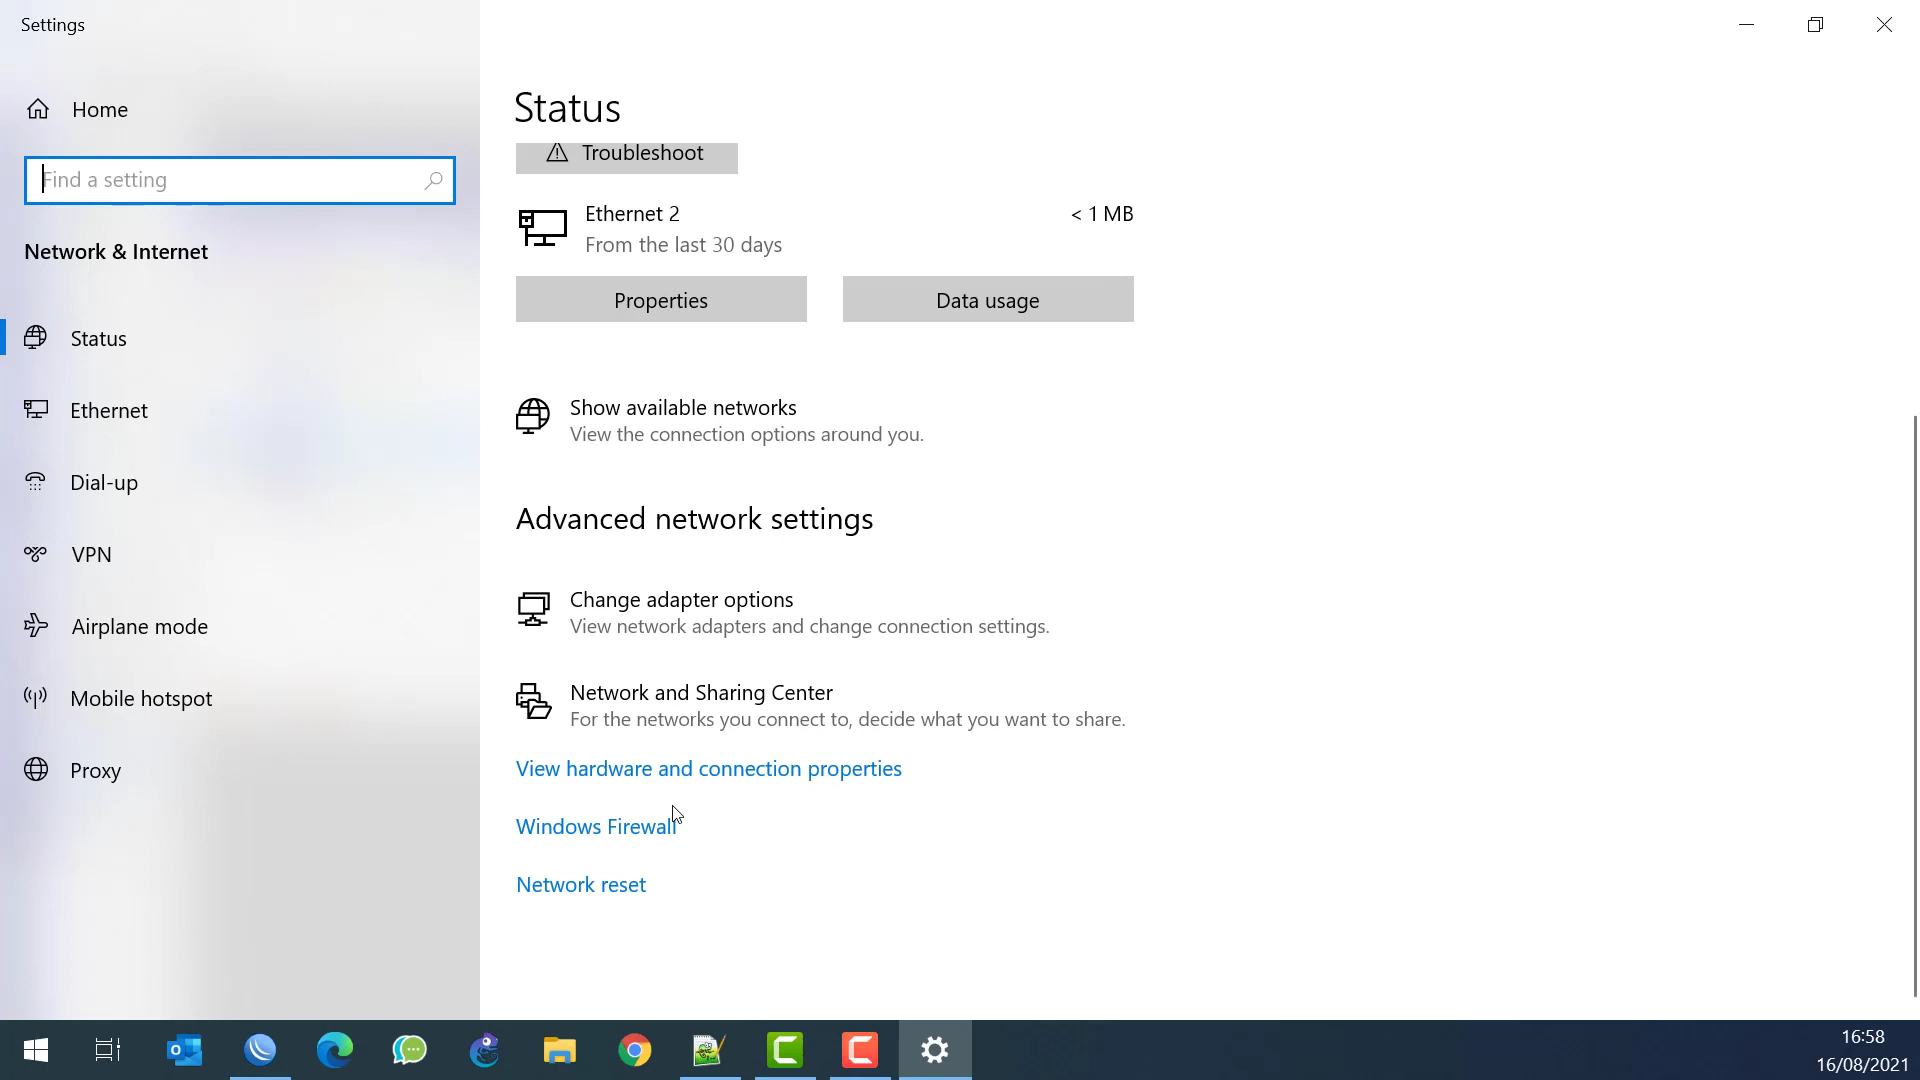 Settings
Home
Find a setting
Network & Internet
Status
Ethernet
Dial-up
VPN
Airplane mode
Mobile hotspot
Proxy
Status
Troubleshoot
Ethernet 2
< 1 MB
From the last 30 days
Properties
Data usage
Show available networks
View the connection options around you.
Advanced network settings
Change adapter options
View network adapters and change connection settings.
Network and Sharing Center
For the networks you connect to, decide what you want to share.
View hardware and connection properties
Windows Firewall
Network reset
16:58
16/08/2021